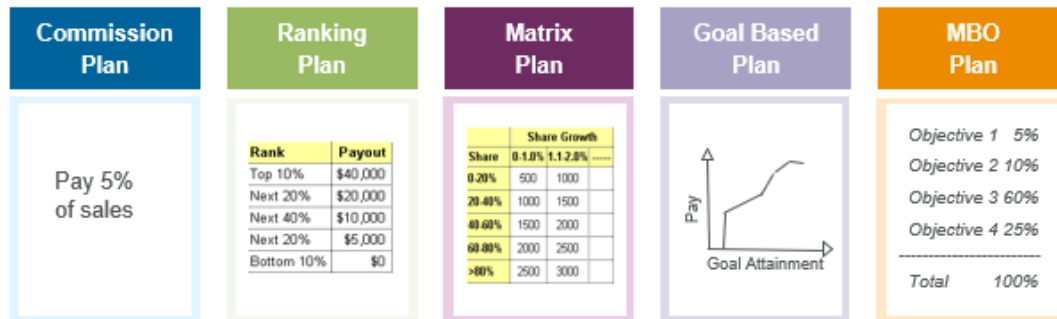 Commission
Plan
Ranking
Plan
Matrix
Plan
Goal Based
Plan
MBO
Plan
Pay 5%
of sales
Rank Payout
Top 10% $40,000
Next 20% $20,000
Next 40% $10,000
Next 20% $5,000
Bottom 10% $0
Share Growth
Share 0-1.0% 1.1-2.0% ......
0-20% 500 1000
20-40% 1000 1500
40-60% 1500 2000
60-80% 2000 2500
>80% 2500 3000
Pay
Goal Attainment
Objective 1 5%
Objective 2 10%
Objective 3 60%
Objective 4 25%
Total 100%